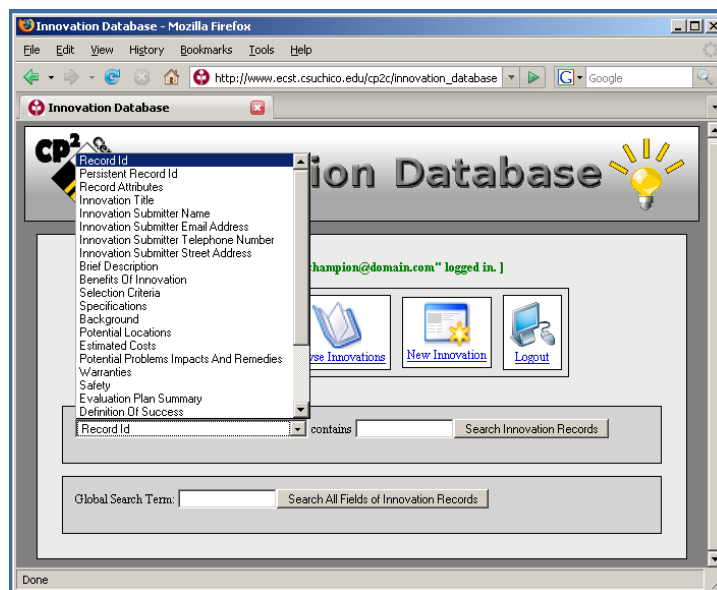 Innovation Database - Mozilla Firefox
File Edit View History Bookmarks Tools Help
http://www.ecst.csuchico.edu/cp2c/innovation_database
G Google
Innovation Database
CP2
ion Database
Record Id
Persistent Record Id
Record Attributes
Innovation Title
Innovation Submitter Name
Innovation Submitter Email Address
Innovation Submitter Telephone Number
Innovation Submitter Street Address
Brief Description
Benefits Of Innovation
Selection Criteria
Specifications
Background
Potential Locations
Estimated Costs
Potential Problems Impacts And Remedies
Warranties
Safety
Evaluation Plan Summary
Definition Of Success
champion@domain.com" logged in. ]
wse Innovations
New Innovation
Logout
Record Id contains Search Innovation Records
Global Search Term: Search All Fields of Innovation Records
Done